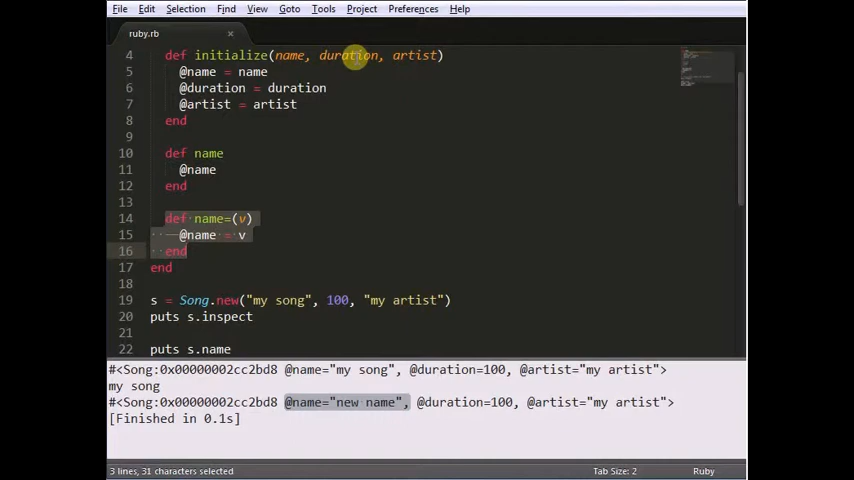 File Edit Selection Find View Goto Tools Project Preferences Help
ruby.rb ×
4 def initialize(name, duration, artist)
5 @name = name
6 @duration = duration
7 @artist = artist
8 end
9
10 def name
11 @name
12 end
13
14 def name=(v)
15 @name = v
16 end
17 end
18
19 s = Song.new("my song", 100, "my artist")
20 puts s.inspect
21
22 puts s.name
#<Song:0x00000002cc2bd8 @name="my song", @duration=100, @artist="my artist">
my song
#<Song:0x00000002cc2bd8 @name="new name", @duration=100, @artist="my artist">
[Finished in 0.1s]
3 lines, 31 characters selected Tab Size: 2 Ruby